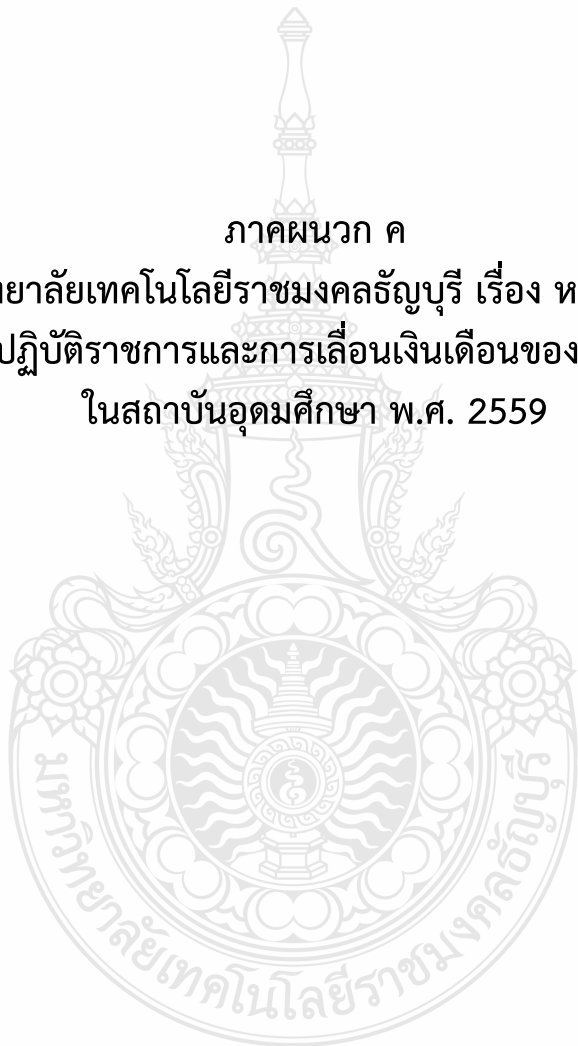 ภาคผนวก ค
ทยาลัยเทคโนโลยีราชมงคลธัญบุรี เรื่อง ห
ปฏิบัติราชการและการเลื่อนเงินเดือนของ
ในสถาบันอุดมศึกษา พ.ศ. 2559
มหาวิทยาลัยเทคโนโลยีราชมงคลธัญบุรี